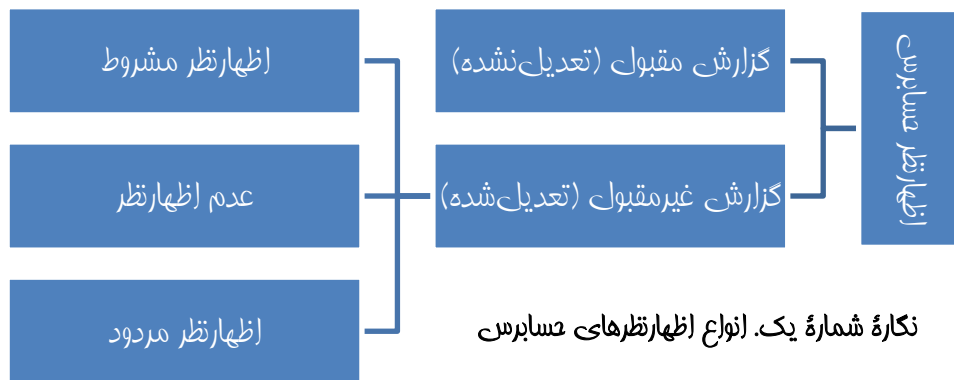 اظهارنظر حسابرس
گزارش مقبول (تعدیل‌نشده)
گزارش غیرمقبول (تعدیل‌شده)
اظهارنظر مشروط
عدم اظهارنظر
اظهارنظر مردود
نگارهٔ شمارهٔ یک. انواع اظهارنظرهای حسابرس